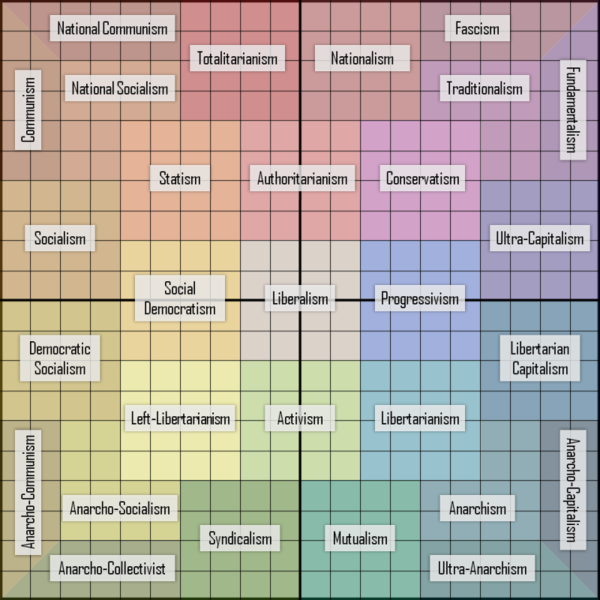 National Communism
Fascism
Totalitarianism
Nationalism
National Socialism
Traditionalism
Communism
Fundamentalism
Statism
Authoritarianism
Conservatism
Socialism
Ultra-Capitalism
Social
Democratism
Liberalism
Progressivism
Democratic
Socialism
Libertarian
Capitalism
Left-Libertarianism
Activism
Libertarianism
Anarcho-Communism
Anarcho-Capitalism
Anarcho-Socialism
Anarchism
Syndicalism
Mutualism
Anarcho-Collectivist
Ultra-Anarchism